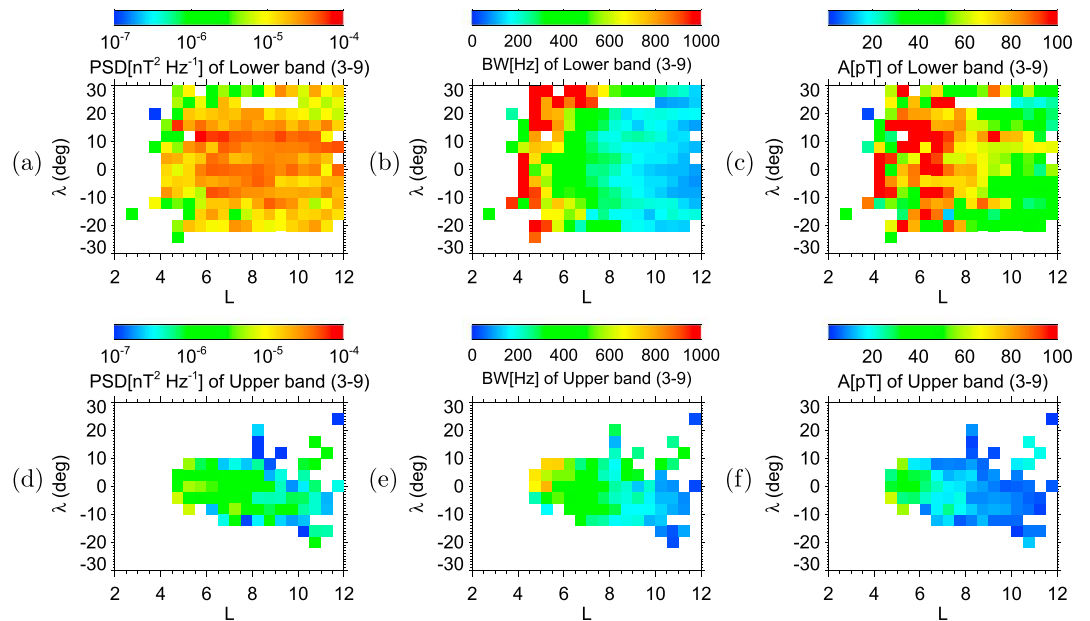 10⁻⁷ 10⁻⁶ 10⁻⁵ 10⁻⁴
PSD[nT² Hz⁻¹] of Lower band (3-9)
(a)
λ (deg)
30
20
10
0
-10
-20
-30
2 4 6 8 10 12
L
0 200 400 600 800 1000
BW[Hz] of Lower band (3-9)
(b)
λ (deg)
30
20
10
0
-10
-20
-30
2 4 6 8 10 12
L
20 40 60 80 100
A[pT] of Lower band (3-9)
(c)
λ (deg)
30
20
10
0
-10
-20
-30
2 4 6 8 10 12
L
10⁻⁷ 10⁻⁶ 10⁻⁵ 10⁻⁴
PSD[nT² Hz⁻¹] of Upper band (3-9)
(d)
λ (deg)
30
20
10
0
-10
-20
-30
2 4 6 8 10 12
L
0 200 400 600 800 1000
BW[Hz] of Upper band (3-9)
(e)
λ (deg)
30
20
10
0
-10
-20
-30
2 4 6 8 10 12
L
20 40 60 80 100
A[pT] of Upper band (3-9)
(f)
λ (deg)
30
20
10
0
-10
-20
-30
2 4 6 8 10 12
L